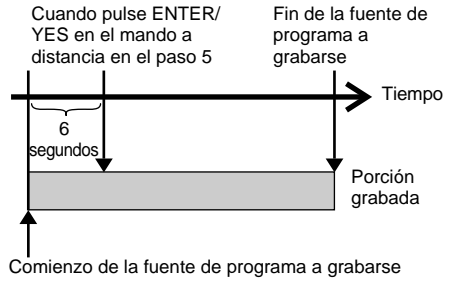 Cuando pulse ENTER/
YES en el mando a
distancia en el paso 5
Fin de la fuente de
programa a
grabarse
Tiempo
6
segundos
Porción
grabada
Comienzo de la fuente de programa a grabarse